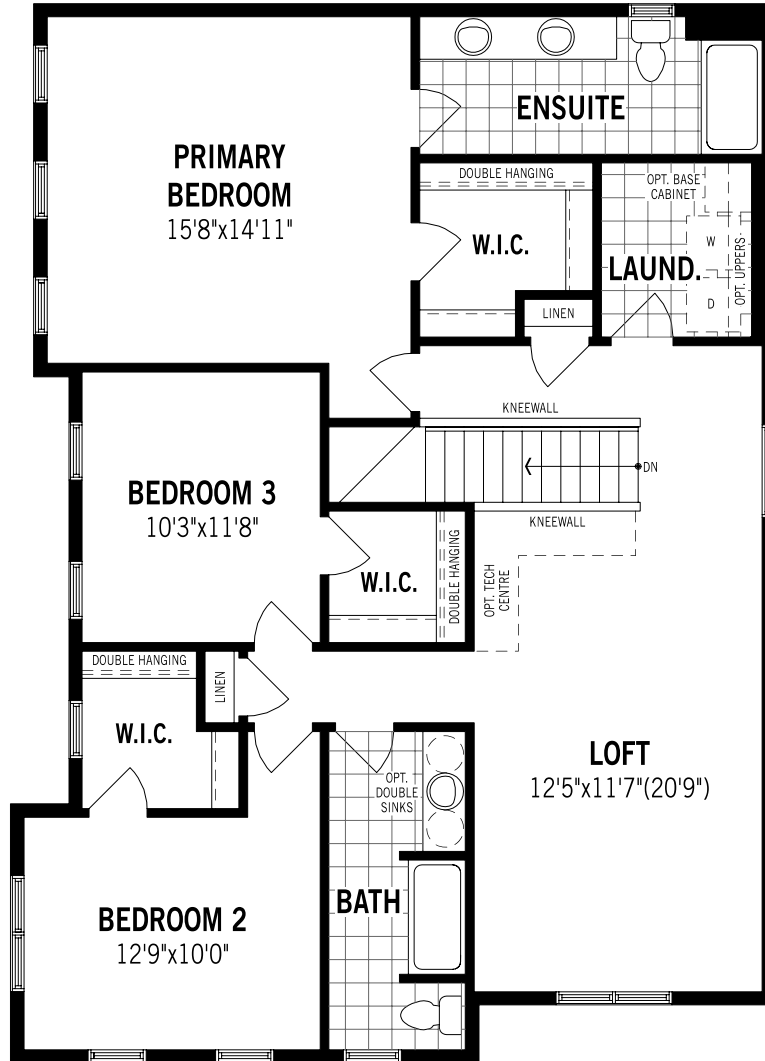 ENSUITE
PRIMARY
BEDROOM
15'8"x14'11"
DOUBLE HANGING
W.I.C.
OPT. BASE
CABINET
W
D
OPT. UPPERS
LAUND.
LINEN
KNEEWALL
DN
KNEEWALL
BEDROOM 3
10'3"x11'8"
W.I.C.
DOUBLE HANGING
OPT. TECH
CENTRE
DOUBLE HANGING
LINEN
W.I.C.
LOFT
12'5"x11'7"(20'9")
OPT.
DOUBLE
SINKS
BATH
BEDROOM 2
12'9"x10'0"